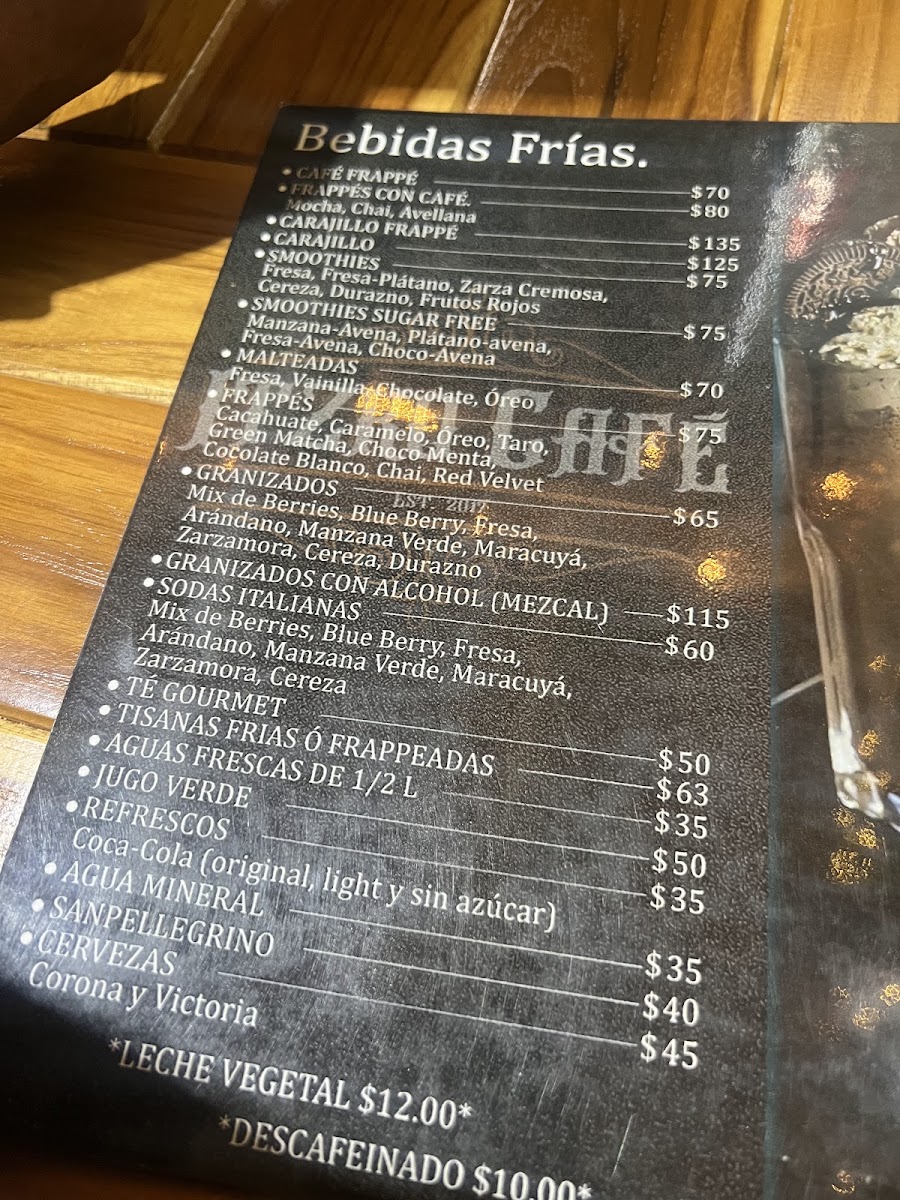 Bebidas Frías.
• CAFÉ FRAPPÉ $70
• FRAPPÉS CON CAFÉ. $80
Mocha, Chai, Avellana
• CARAJILLO FRAPPÉ $135
• CARAJILLO $125
• SMOOTHIES $75
Fresa, Fresa-Plátano, Zarza Cremosa,
Cereza, Durazno, Frutos Rojos
• SMOOTHIES SUGAR FREE $75
Manzana-Avena, Plátano-avena,
Fresa-Avena, Choco-Avena
• MALTEADAS $70
Fresa, Vainilla, Chocolate, Óreo
• FRAPPÉS $75
Cacahuate, Caramelo, Óreo, Taro,
Green Matcha, Choco Menta,
Cocolate Blanco, Chai, Red Velvet
CAFÉ
EST. 2017
• GRANIZADOS $65
Mix de Berries, Blue Berry, Fresa,
Arándano, Manzana Verde, Maracuyá,
Zarzamora, Cereza, Durazno
• GRANIZADOS CON ALCOHOL (MEZCAL) $115
• SODAS ITALIANAS $60
Mix de Berries, Blue Berry, Fresa,
Arándano, Manzana Verde, Maracuyá,
Zarzamora, Cereza
• TÉ GOURMET $50
• TISANAS FRIAS Ó FRAPPEADAS $63
• AGUAS FRESCAS DE 1/2 L $35
• JUGO VERDE $50
• REFRESCOS $35
Coca-Cola (original, light y sin azúcar)
• AGUA MINERAL $35
• SANPELLEGRINO $40
• CERVEZAS $45
Corona y Victoria
*LECHE VEGETAL $12.00*
*DESCAFEINADO $10.00*